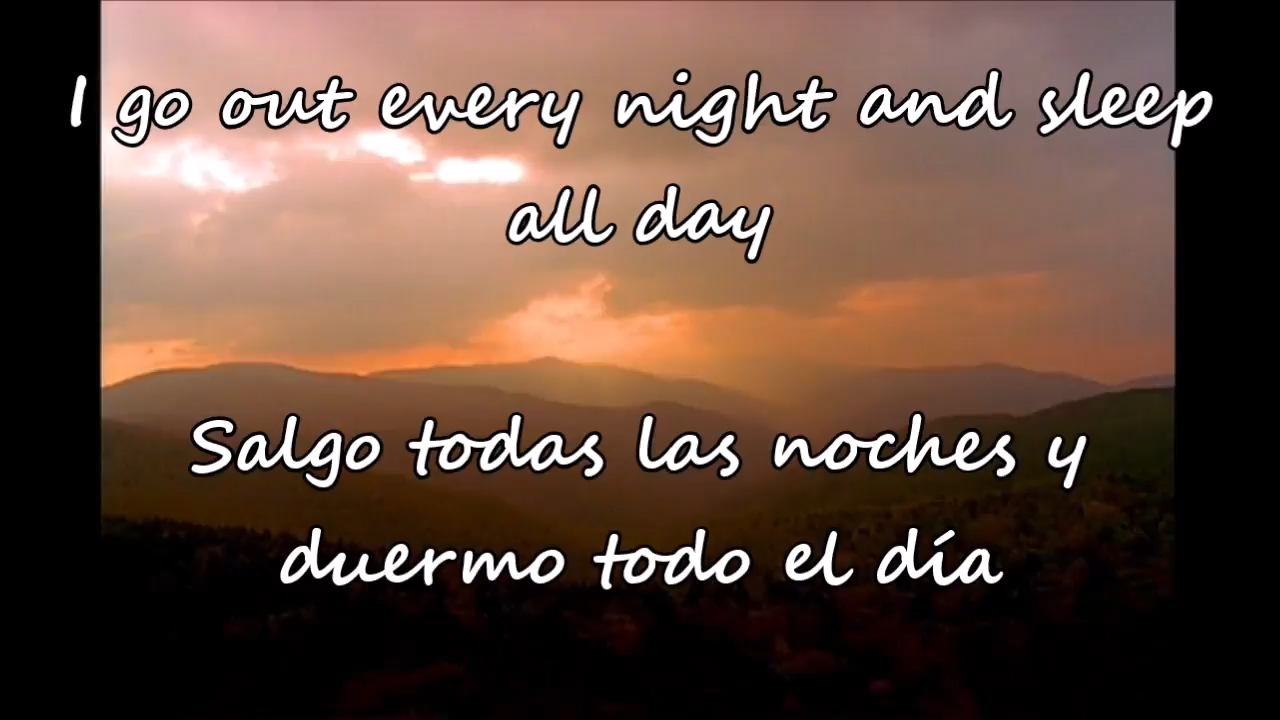 I go out every night and sleep
all day
Salgo todas las noches y
duermo todo el día